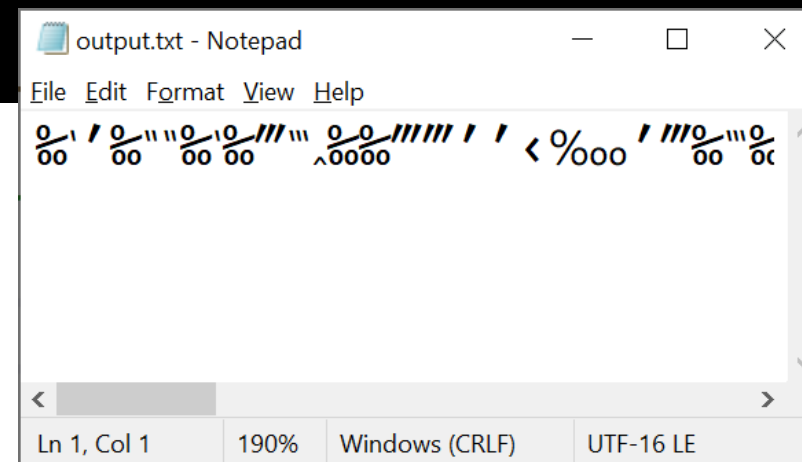 ‰‵′‰‶‶‰‵‰‴‷‸‰‰‴‴′′‹‱′‴‰‷‰
output.txt - Notepad
File Edit Format View Help
Ln 1, Col 1 190% Windows (CRLF) UTF-16 LE